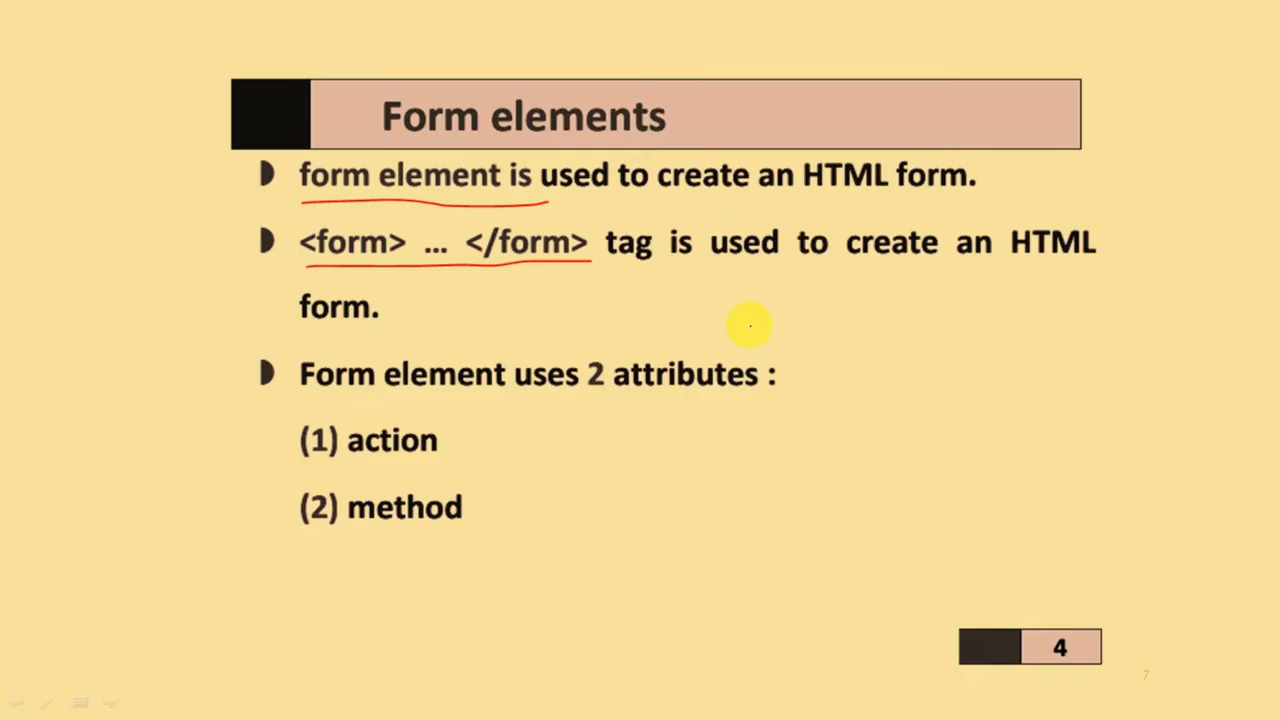 Form elements
form element is used to create an HTML form.
<form> ... </form> tag is used to create an HTML
form.
Form element uses 2 attributes :
(1) action
(2) method
4
7